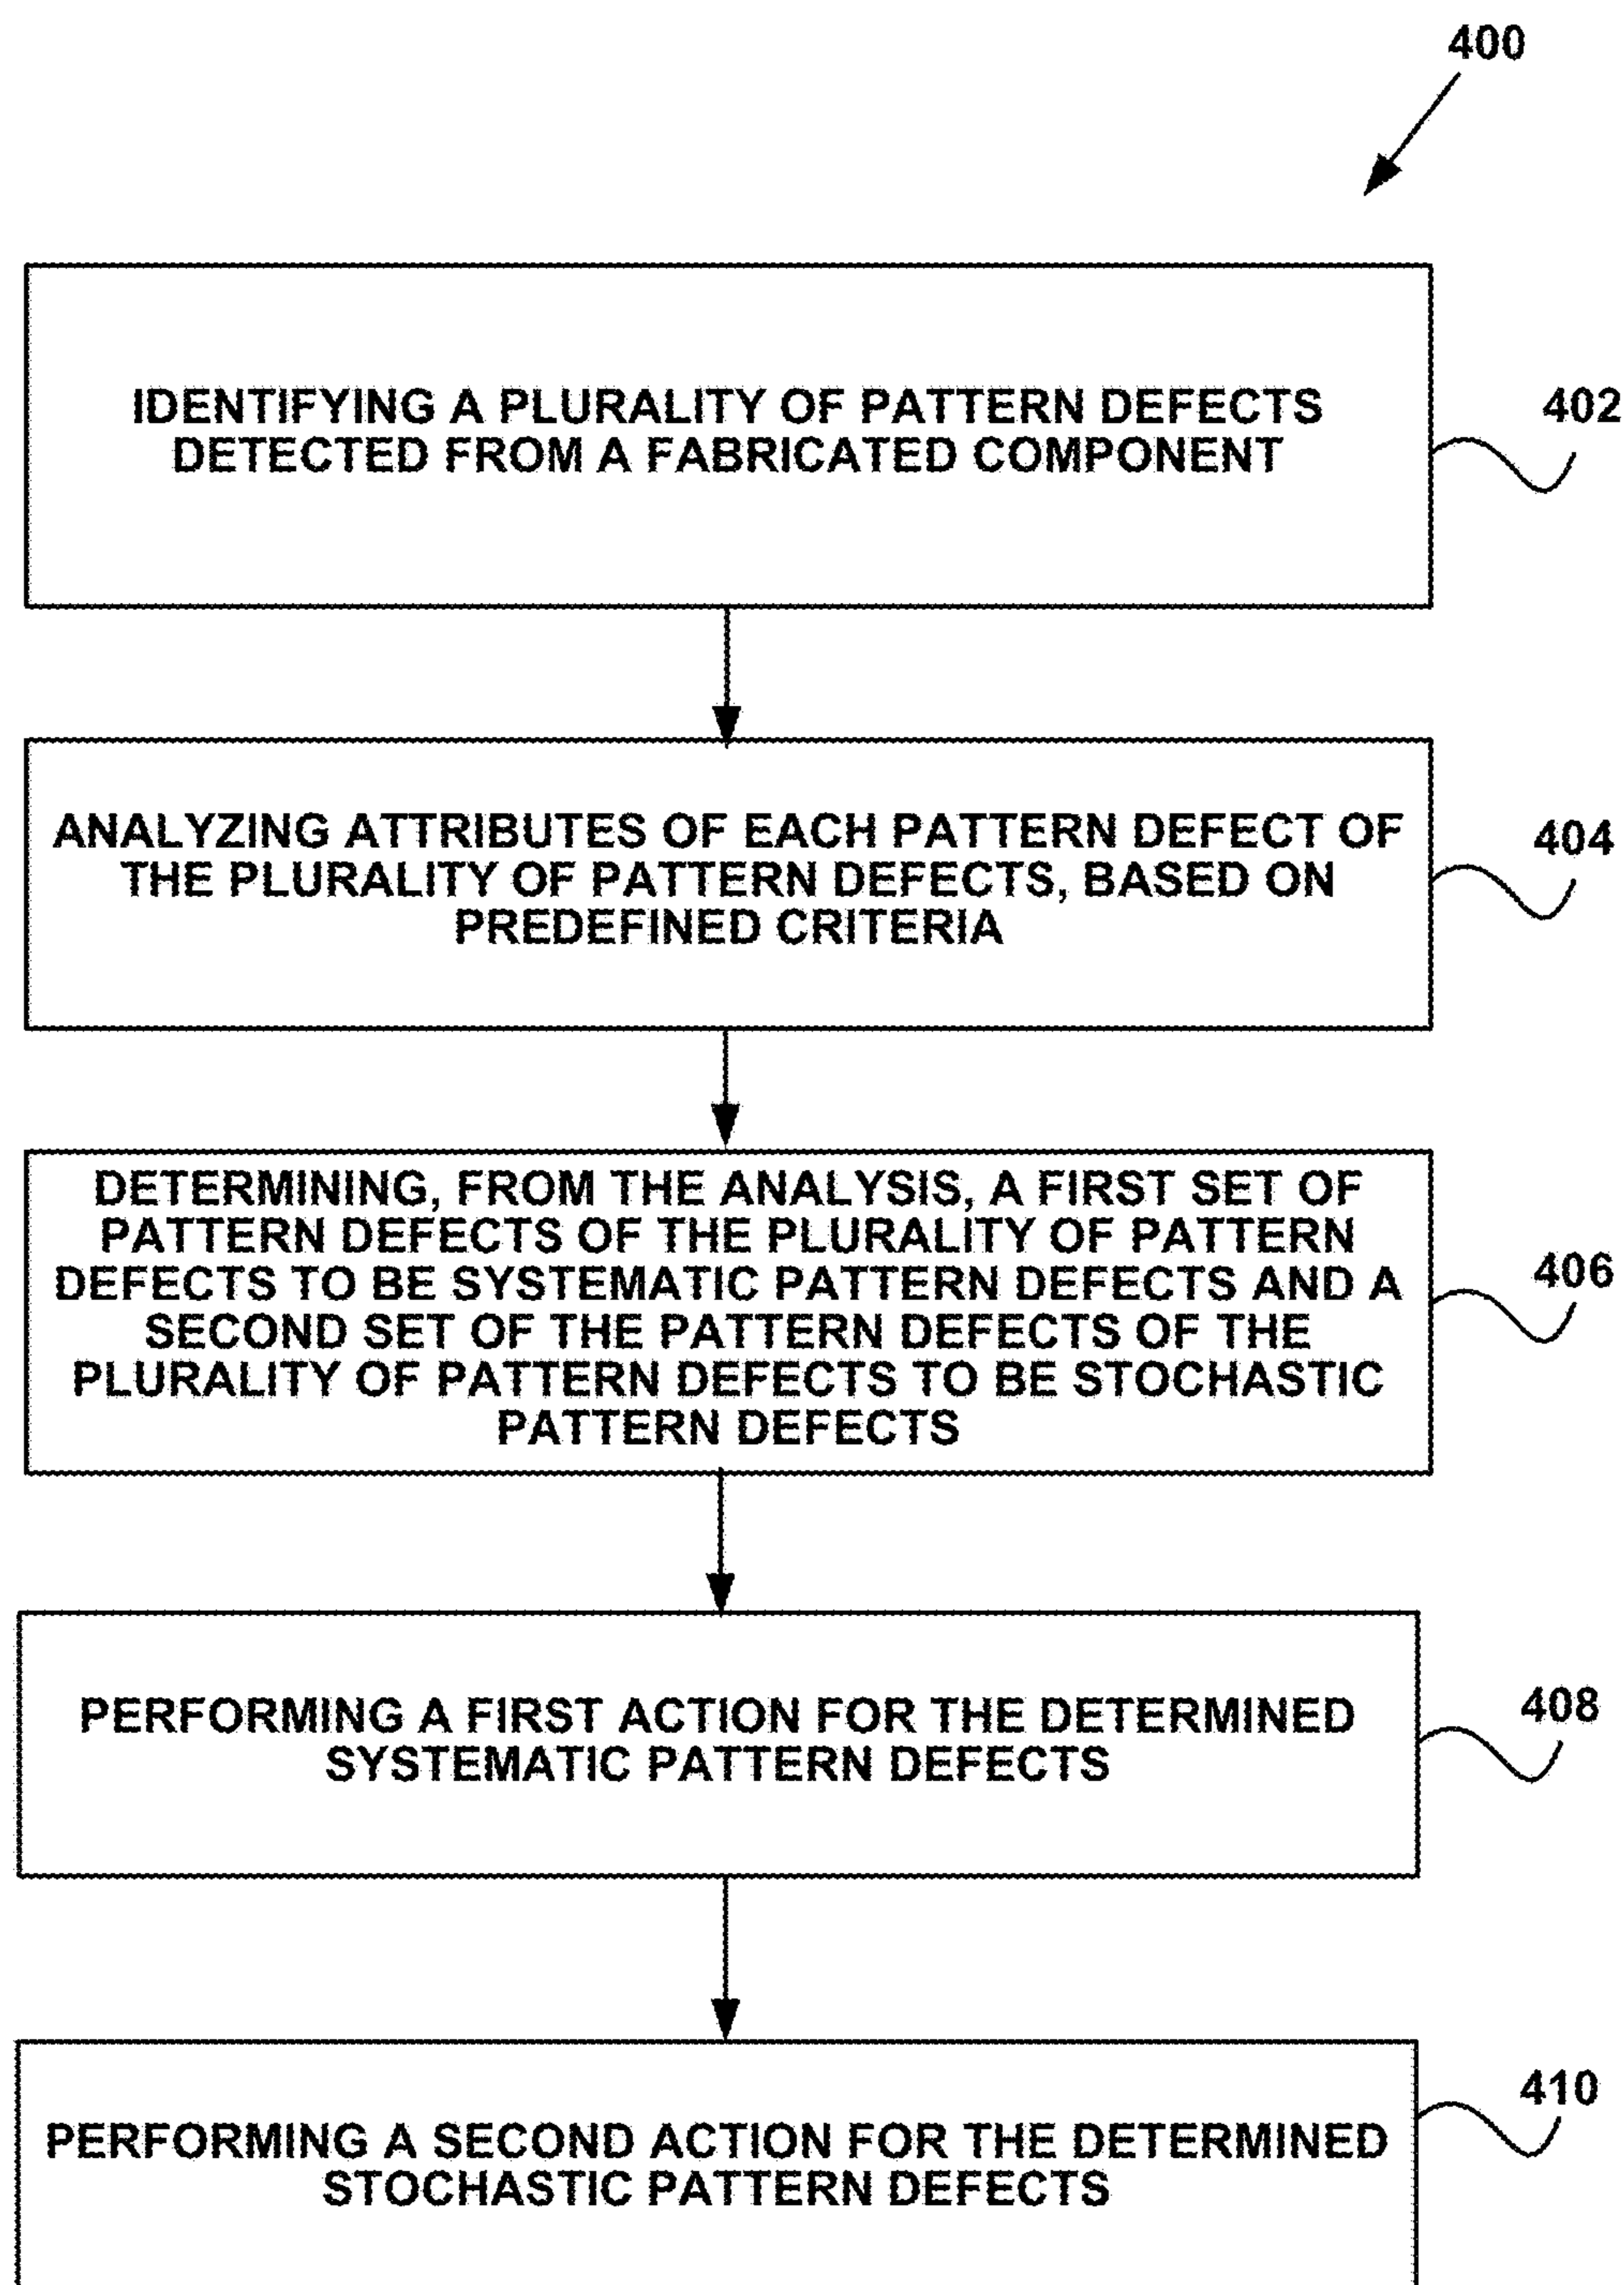 400
IDENTIFYING A PLURALITY OF PATTERN DEFECTS
DETECTED FROM A FABRICATED COMPONENT
402
ANALYZING ATTRIBUTES OF EACH PATTERN DEFECT OF
THE PLURALITY OF PATTERN DEFECTS, BASED ON
PREDEFINED CRITERIA
404
DETERMINING, FROM THE ANALYSIS, A FIRST SET OF
PATTERN DEFECTS OF THE PLURALITY OF PATTERN
DEFECTS TO BE SYSTEMATIC PATTERN DEFECTS AND A
SECOND SET OF THE PATTERN DEFECTS OF THE
PLURALITY OF PATTERN DEFECTS TO BE STOCHASTIC
PATTERN DEFECTS
406
PERFORMING A FIRST ACTION FOR THE DETERMINED
SYSTEMATIC PATTERN DEFECTS
408
PERFORMING A SECOND ACTION FOR THE DETERMINED
STOCHASTIC PATTERN DEFECTS
410